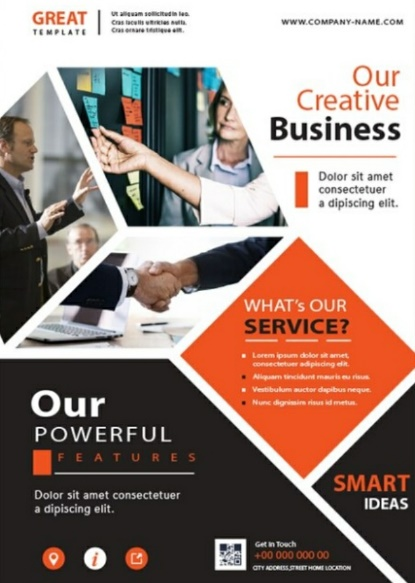 GREAT
TEMPLATE
Ut aliquam sollicitudin leo.
Cras iaculis ultricies nulla.
Cras ornare tristique elit.
WWW.COMPANY-NAME.COM
Our
Creative
Business
Dolor sit amet
consectetuer
a dipiscing elit.
WHAT's OUR
SERVICE?
Lorem ipsum dolor sit amet,
consectetuer adipiscing elit.
Aliquam tincidunt mauris eu risus.
Vestibulum auctor dapibus neque.
Nunc dignissim risus id metus.
Our
POWERFUL
FEATURES
Dolor sit amet consectetuer
a dipiscing elit.
SMART
IDEAS
i
Get in Touch
+00 000 000 00
CITY ADDRESS,STREET HOME LOCATION